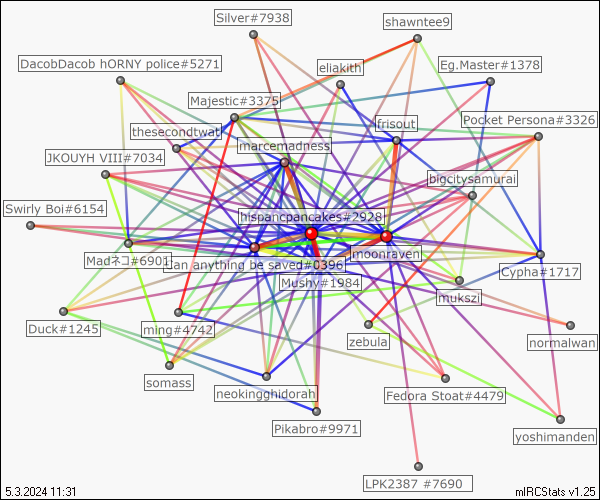 Silver#7938
shawntee9
DacobDacob hORNY police#5271
eliakith
Eg.Master#1378
Majestic#3375
Pocket Persona#3326
thesecondtwat
frisout
marcemadness
JKOUYH VIII#7034
bigcitysamurai
Swirly Boi#6154
hispancpancakes#2928
moonraven
Madネコ#6901
an anything be saved#0396
Cypha#1717
Mushy#1984
mukszi
Duck#1245
ming#4742
zebula
normalwan
somass
neokingghidorah
Fedora Stoat#4479
Pikabro#9971
yoshimanden
LPK2387 #7690
5.3.2024 11:31
mIRCStats v1.25